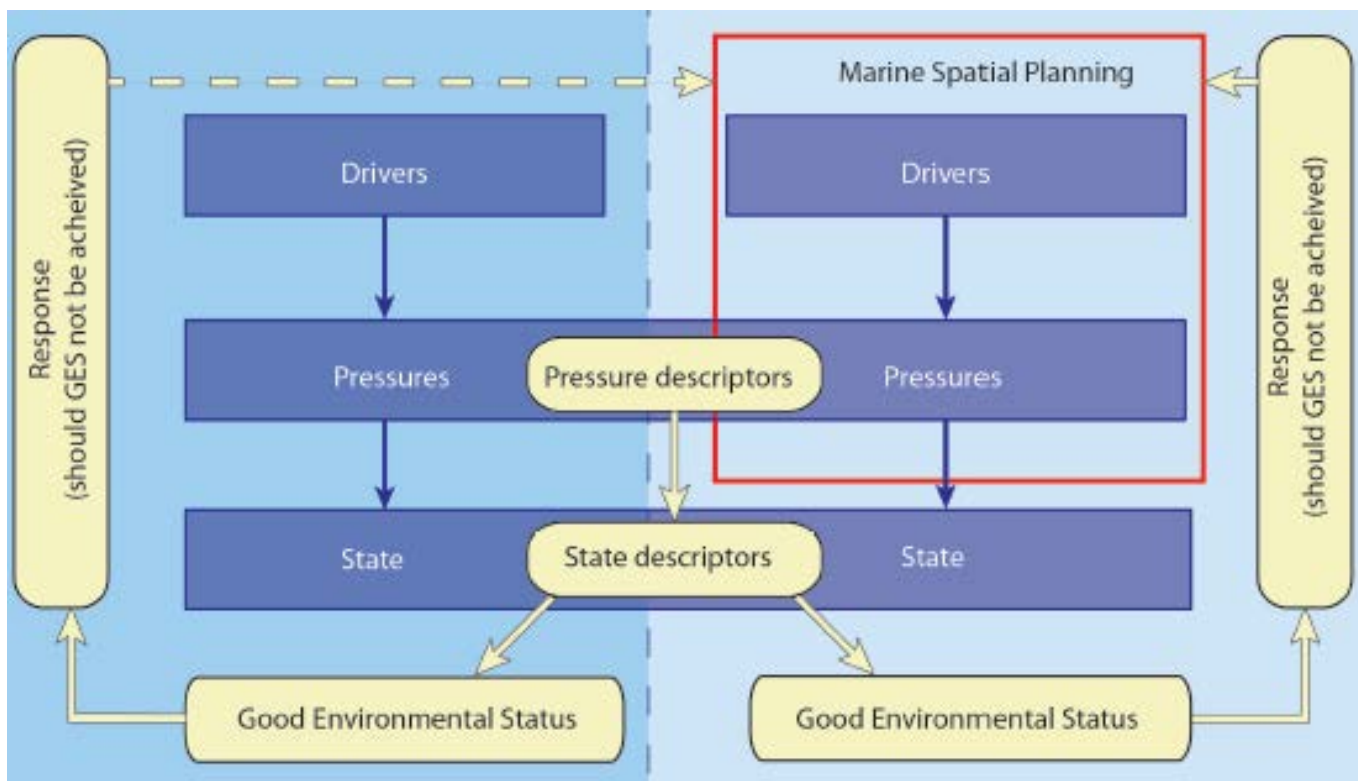 Response
(should GES not be acheived)
Marine Spatial Planning
Drivers
Drivers
Pressures
Pressure descriptors
Pressures
State
State descriptors
State
Good Environmental Status
Good Environmental Status
Response
(should GES not be acheived)